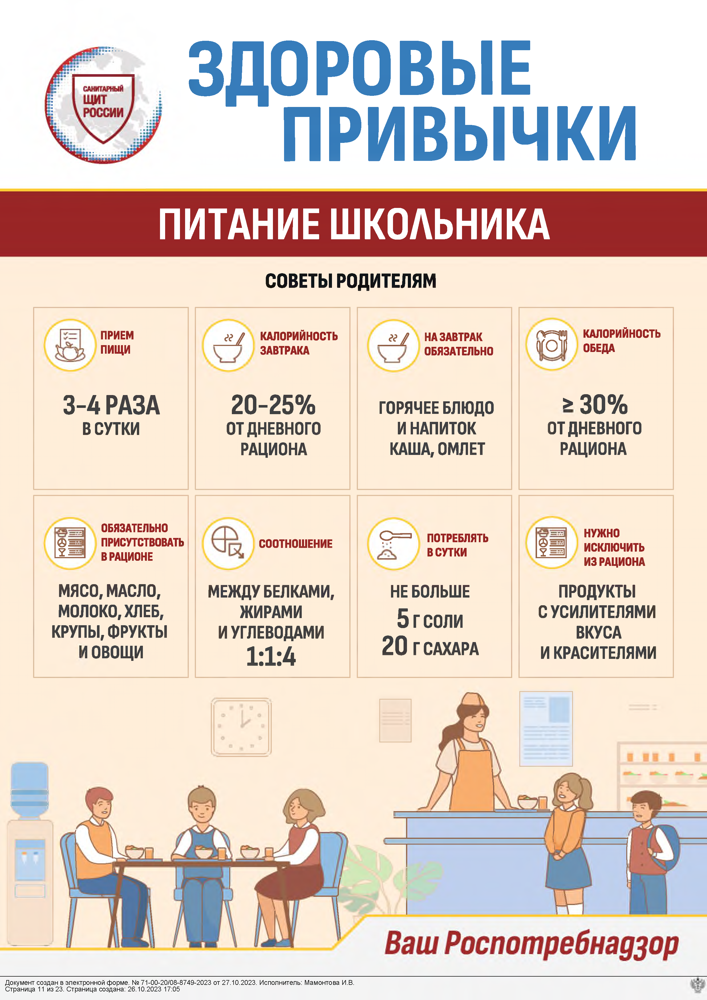 САНИТАРНЫЙ
ЩИТ
РОССИИ
ЗДОРОВЫЕ
ПРИВЫЧКИ
ПИТАНИЕ ШКОЛЬНИКА
СОВЕТЫ РОДИТЕЛЯМ
ПРИЕМ
ПИЩИ
3-4 РАЗА
В СУТКИ
КАЛОРИЙНОСТЬ
ЗАВТРАКА
20-25%
ОТ ДНЕВНОГО
РАЦИОНА
НА ЗАВТРАК
ОБЯЗАТЕЛЬНО
ГОРЯЧЕЕ БЛЮДО
И НАПИТОК
КАША, ОМЛЕТ
КАЛОРИЙНОСТЬ
ОБЕДА
≥ 30%
ОТ ДНЕВНОГО
РАЦИОНА
ОБЯЗАТЕЛЬНО
ПРИСУТСТВОВАТЬ
В РАЦИОНЕ
МЯСО, МАСЛО,
МОЛОКО, ХЛЕБ,
КРУПЫ, ФРУКТЫ
И ОВОЩИ
СООТНОШЕНИЕ
МЕЖДУ БЕЛКАМИ,
ЖИРАМИ
И УГЛЕВОДАМИ
1:1:4
ПОТРЕБЛЯТЬ
В СУТКИ
НЕ БОЛЬШЕ
5 Г СОЛИ
20 Г САХАРА
НУЖНО
ИСКЛЮЧИТЬ
ИЗ РАЦИОНА
ПРОДУКТЫ
С УСИЛИТЕЛЯМИ
ВКУСА
И КРАСИТЕЛЯМИ
Ваш Роспотребнадзор
Документ создан в электронной форме. № 71-00-20/08-8749-2023 от 27.10.2023. Исполнитель: Мамонтова И.В.
Страница 11 из 23. Страница создана: 26.10.2023 17:05